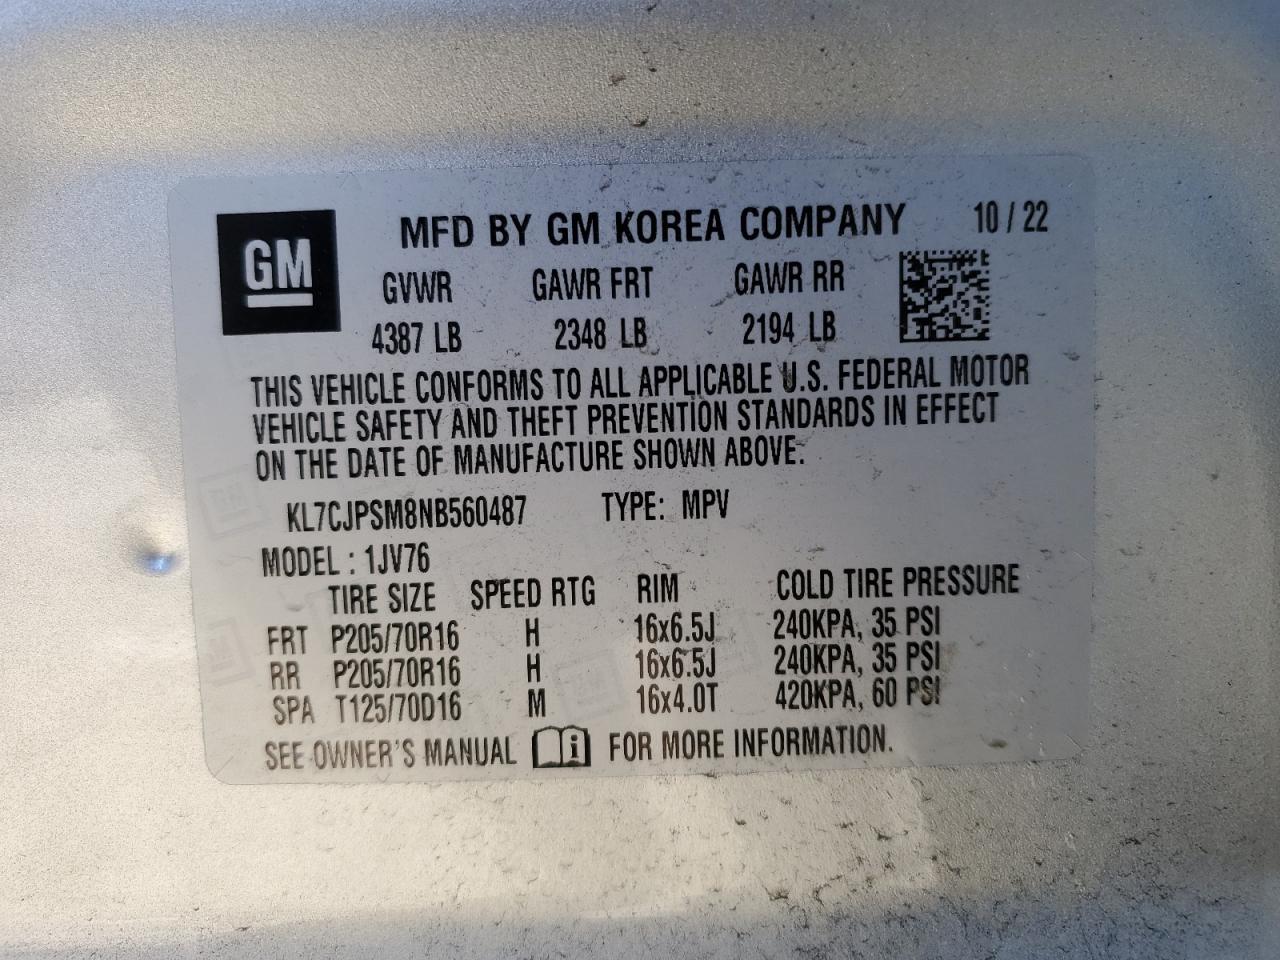 GM
MFD BY GM KOREA COMPANY 10 / 22
GVWR GAWR FRT GAWR RR
4387 LB 2348 LB 2194 LB
THIS VEHICLE CONFORMS TO ALL APPLICABLE U.S. FEDERAL MOTOR
VEHICLE SAFETY AND THEFT PREVENTION STANDARDS IN EFFECT
ON THE DATE OF MANUFACTURE SHOWN ABOVE.
KL7CJPSM8NB560487 TYPE: MPV
MODEL : 1JV76
TIRE SIZE SPEED RTG RIM COLD TIRE PRESSURE
FRT P205/70R16 H 16x6.5J 240KPA, 35 PSI
RR P205/70R16 H 16x6.5J 240KPA, 35 PSI
SPA T125/70D16 M 16x4.0T 420KPA, 60 PSI
SEE OWNER'S MANUAL i FOR MORE INFORMATION.